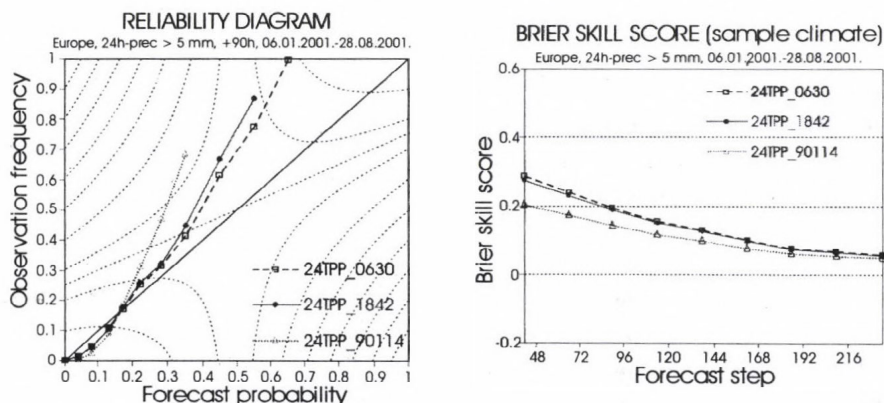 RELIABILITY DIAGRAM
Europe, 24h-prec > 5 mm, +90h, 06.01.2001.-28.08.2001.
Observation frequency
1
0.9
0.8
0.7
0.6
0.5
0.4
0.3
0.2
0.1
0
24TPP_0630
24TPP_1842
24TPP_90114
0 0.1 0.2 0.3 0.4 0.5 0.6 0.7 0.8 0.9 1
Forecast probability
BRIER SKILL SCORE (sample climate)
Europe, 24h-prec > 5 mm, 06.01.2001.-28.08.2001.
Brier skill score
0.6
0.4
0.2
0
-0.2
24TPP_0630
24TPP_1842
24TPP_90114
48 72 96 120 144 168 192 216
Forecast step